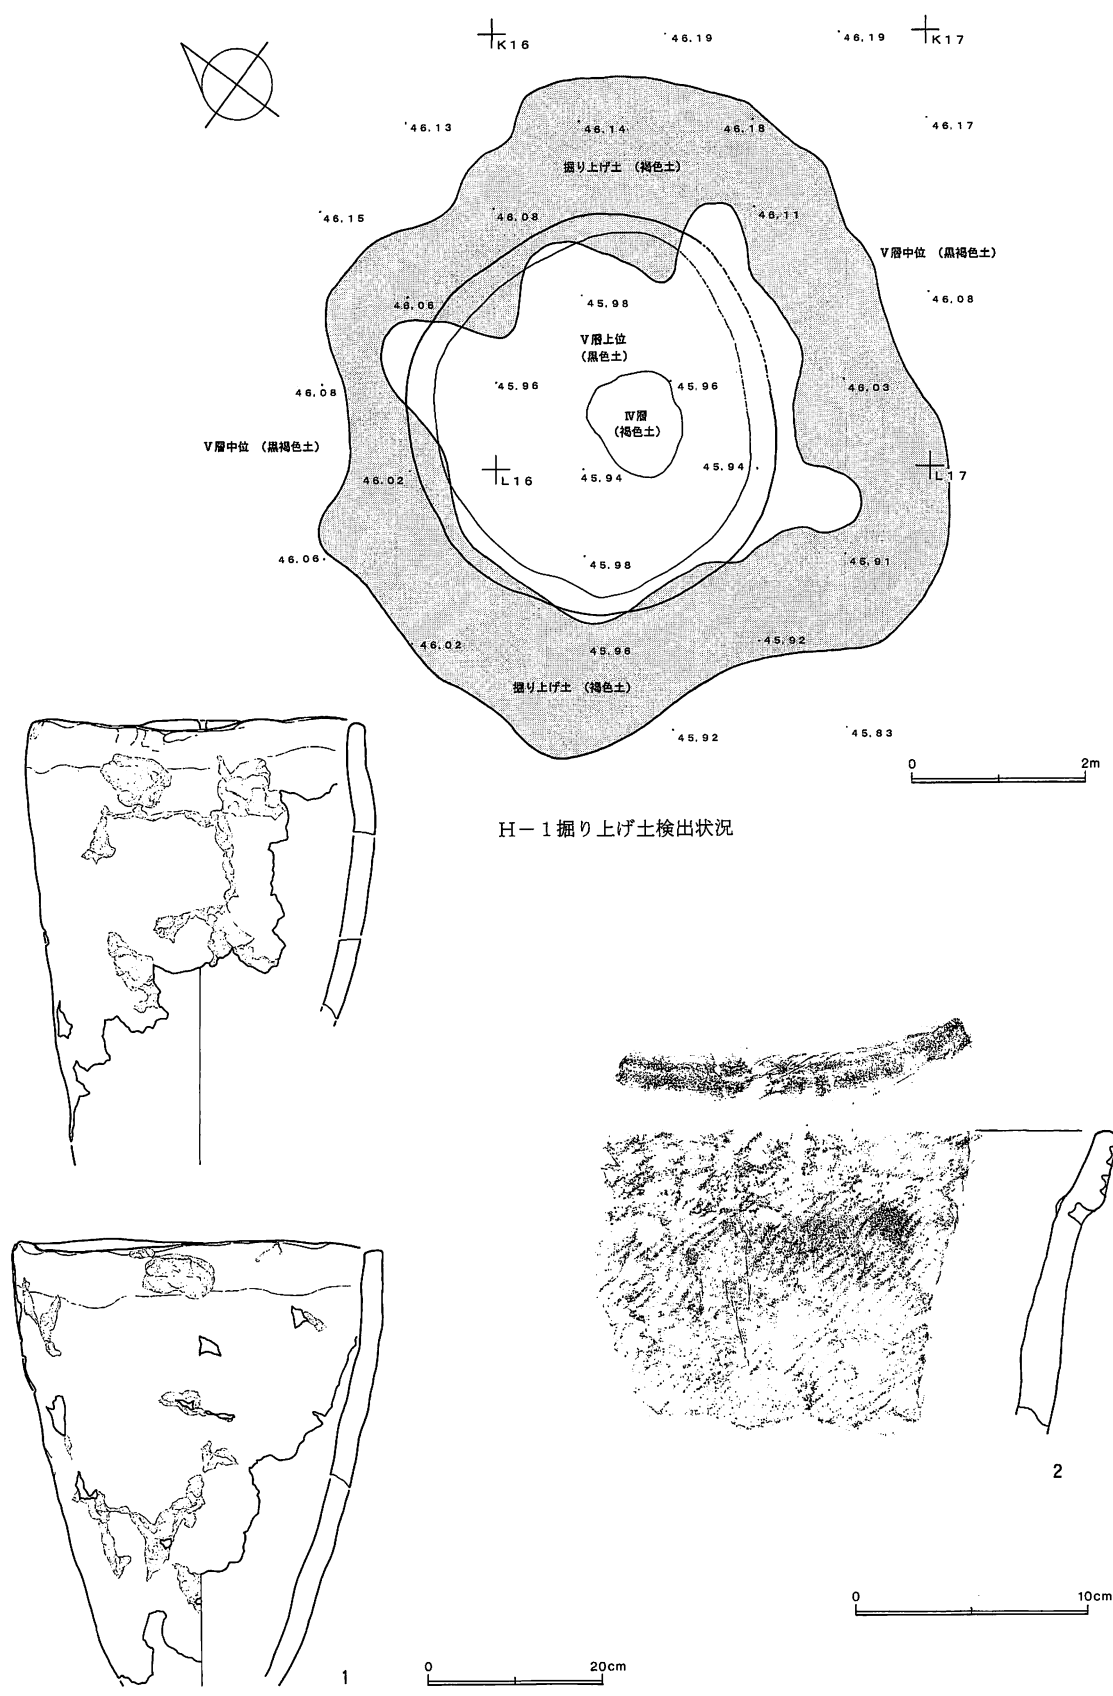 K16
46.19
46.19
K17
46.13
46.14
46.18
46.17
掘り上げ土 (褐色土)
46.15
46.08
46.11
V層中位 (黒褐色土)
46.06
45.98
46.08
V層上位
(黒色土)
46.08
45.96
45.96
46.03
Ⅳ層
(褐色土)
V層中位 (黒褐色土)
46.02
L16
45.94
45.94
L17
46.06
45.98
45.91
46.02
45.96
45.92
掘り上げ土 (褐色土)
45.92
45.83
0 2m
H-1掘り上げ土検出状況
2
0 10cm
1
0 20cm